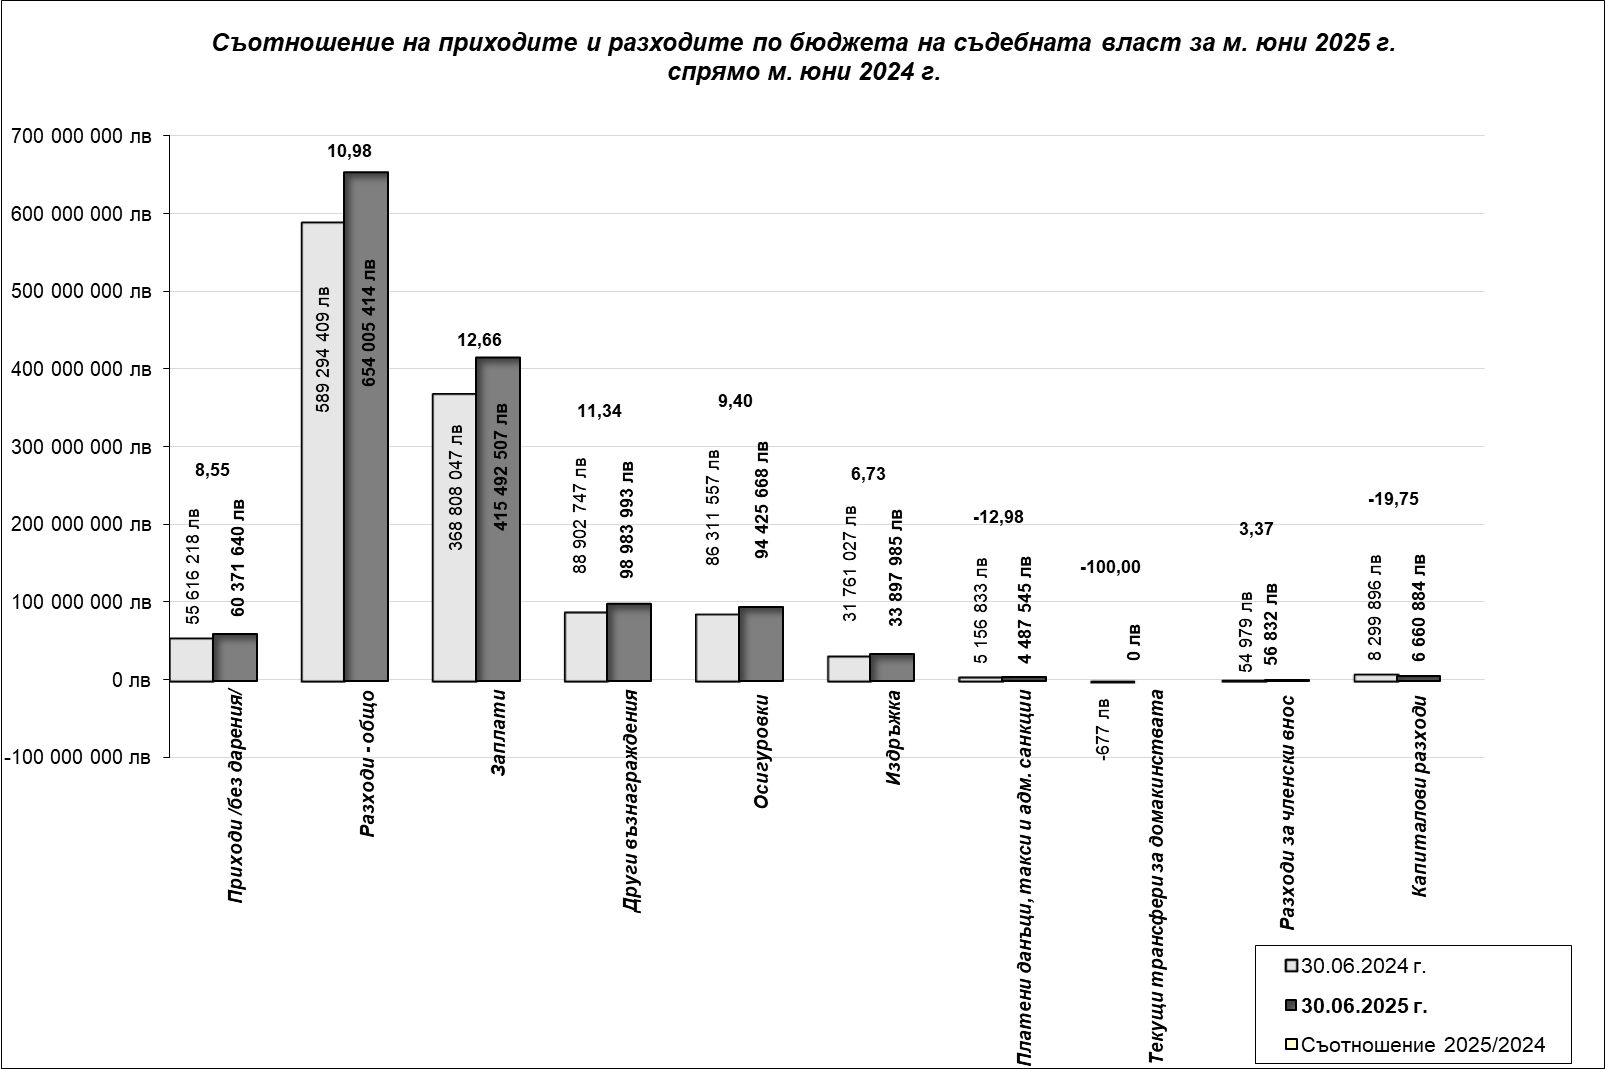 Съотношение на приходите и разходите по бюджета на съдебната власт за м. юни 2025 г.
спрямо м. юни 2024 г.
700 000 000 лв
600 000 000 лв
500 000 000 лв
400 000 000 лв
300 000 000 лв
200 000 000 лв
100 000 000 лв
0 лв
-100 000 000 лв
8,55
55 616 218 лв
60 371 640 лв
Приходи /без дарения/
10,98
589 294 409 лв
654 005 414 лв
Разходи - общо
12,66
368 808 047 лв
415 492 507 лв
Заплати
11,34
88 902 747 лв
98 983 993 лв
Други възнаграждения
9,40
86 311 557 лв
94 425 668 лв
Осигуровки
6,73
31 761 027 лв
33 897 985 лв
Издръжка
-12,98
5 156 833 лв
4 487 545 лв
Платени данъци, такси и адм. санкции
-100,00
-677 лв
0 лв
Текущи трансфери за домакинствата
3,37
54 979 лв
56 832 лв
Разходи за членски внос
-19,75
8 299 896 лв
6 660 884 лв
Капиталови разходи
30.06.2024 г.
30.06.2025 г.
Съотношение 2025/2024